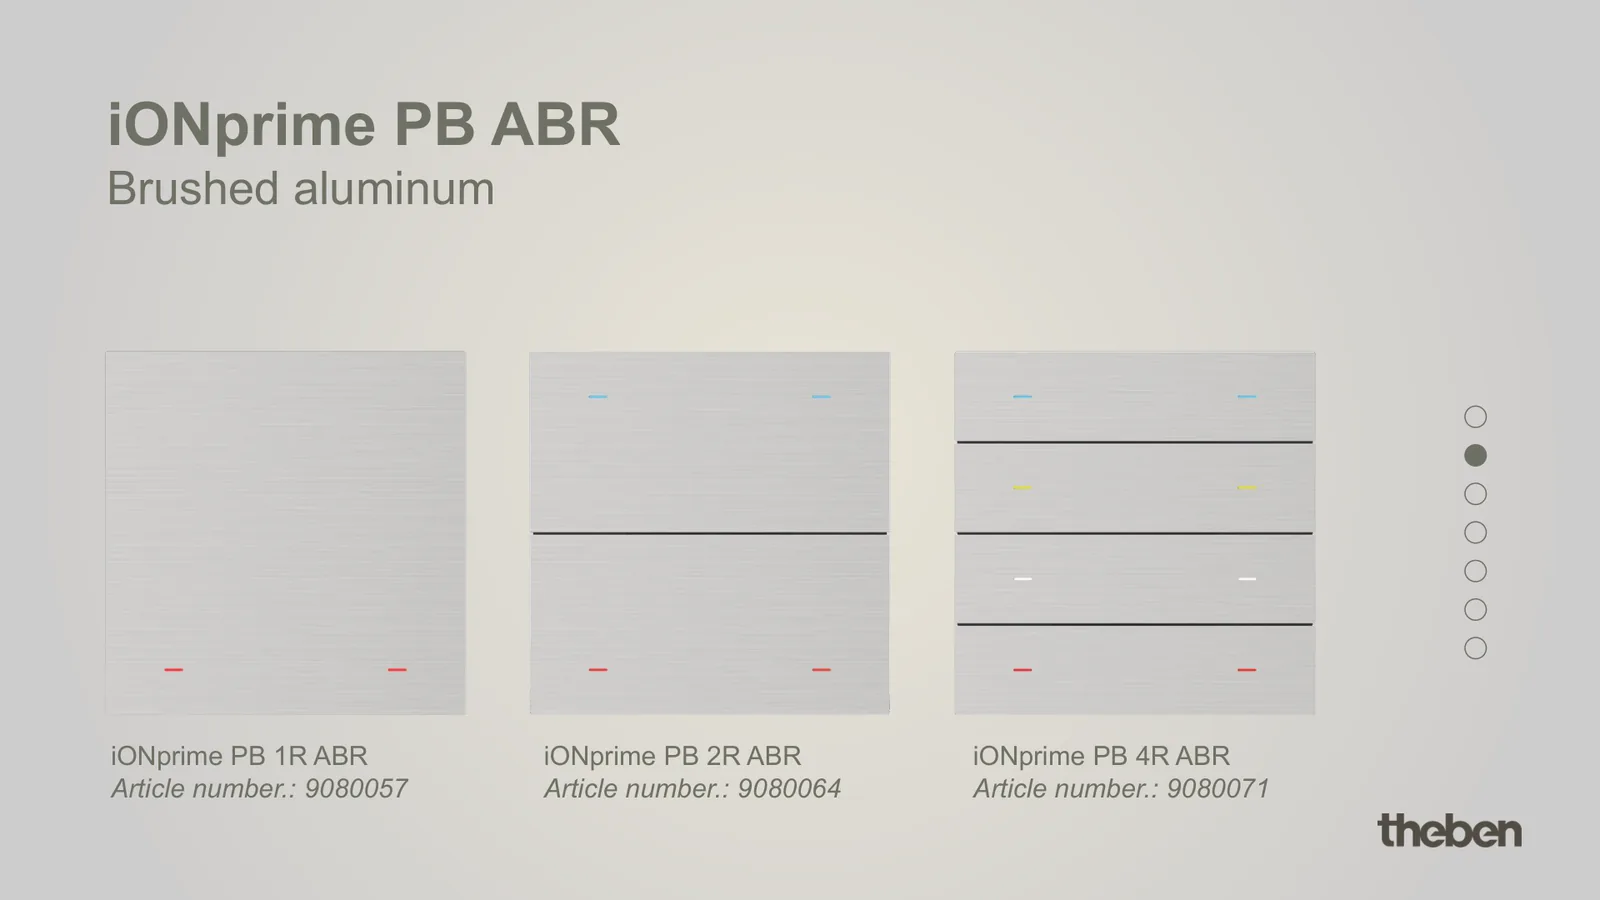 iONprime PB ABR
Brushed aluminum
iONprime PB 1R ABR
Article number.: 9080057
iONprime PB 2R ABR
Article number.: 9080064
iONprime PB 4R ABR
Article number.: 9080071
theben